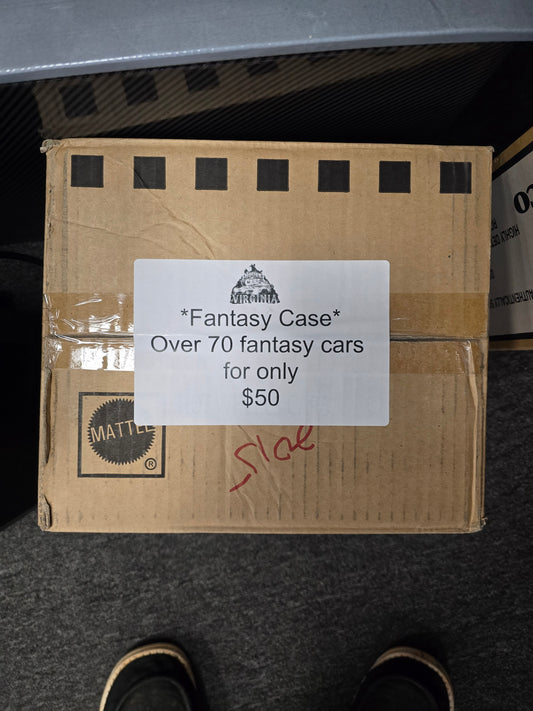 VIRGINIA
*Fantasy Case*
Over 70 fantasy cars
for only
$50
MATTEL
®